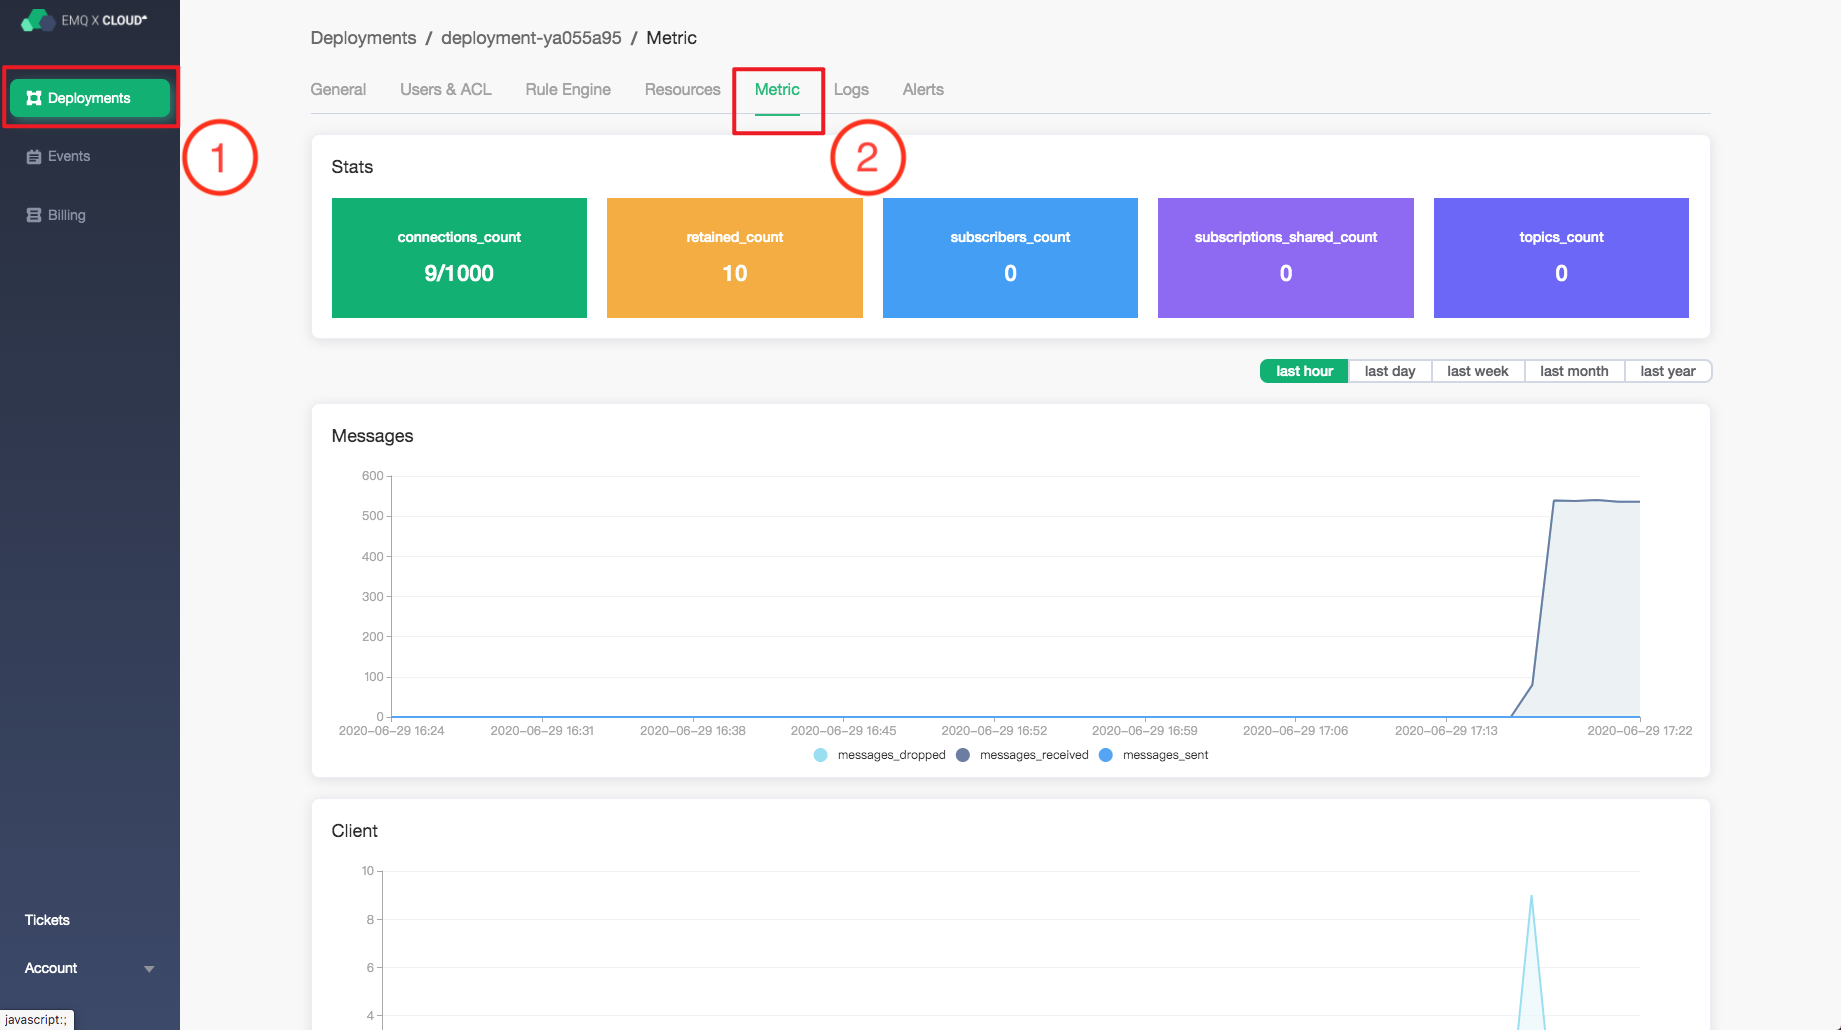 EMQ X CLOUD
Deployments
Events
Billing
Tickets
Account
javascript:;
1
Deployments / deployment-ya055a95 / Metric
General Users & ACL Rule Engine Resources Metric Logs Alerts
2
Stats
connections_count
9/1000
retained_count
10
subscribers_count
0
subscriptions_shared_count
0
topics_count
0
last hour last day last week last month last year
Messages
600
500
400
300
200
100
0
2020-06-29 16:24 2020-06-29 16:31 2020-06-29 16:38 2020-06-29 16:45 2020-06-29 16:52 2020-06-29 16:59 2020-06-29 17:06 2020-06-29 17:13 2020-06-29 17:22
messages_dropped messages_received messages_sent
Client
10
8
6
4